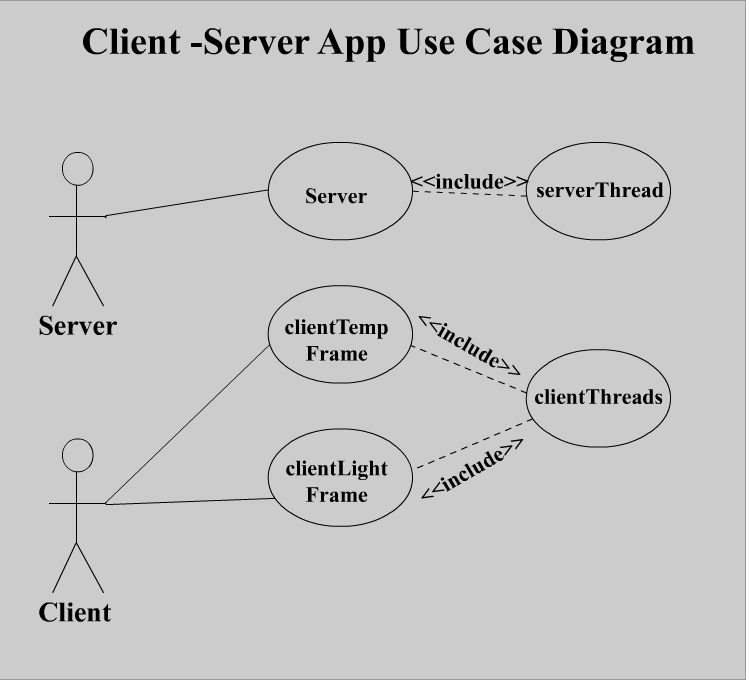 Client -Server App Use Case Diagram
Server
<<include>>
serverThread
Server
clientTemp
Frame
<<include>>
clientThreads
clientLight
Frame
<<include>>
Client